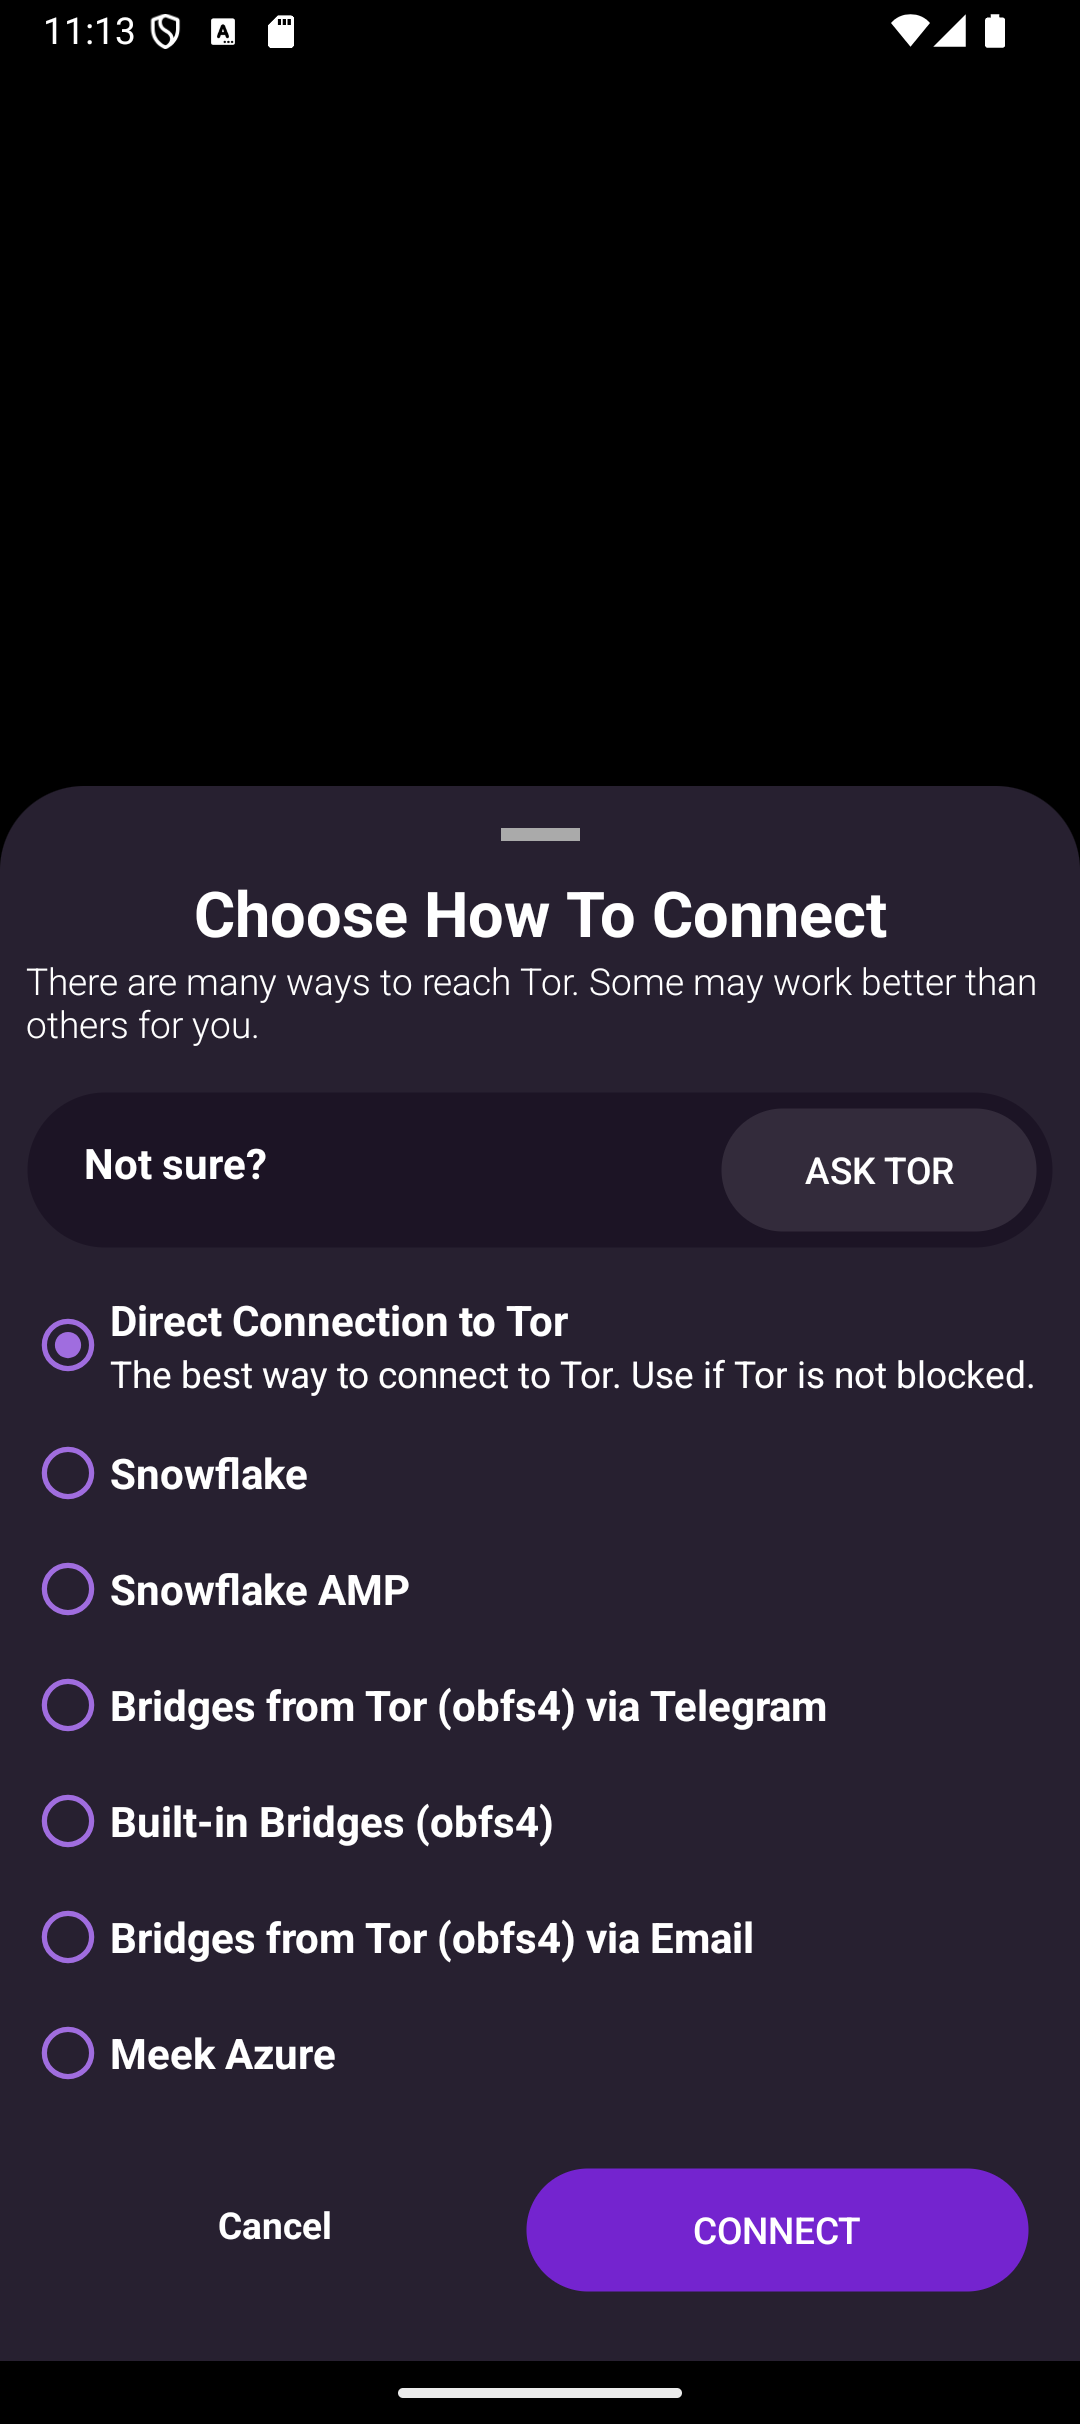 11:13
Choose How To Connect
There are many ways to reach Tor. Some may work better than
others for you.
Not sure?
ASK TOR
Direct Connection to Tor
The best way to connect to Tor. Use if Tor is not blocked.
Snowflake
Snowflake AMP
Bridges from Tor (obfs4) via Telegram
Built-in Bridges (obfs4)
Bridges from Tor (obfs4) via Email
Meek Azure
Cancel
CONNECT